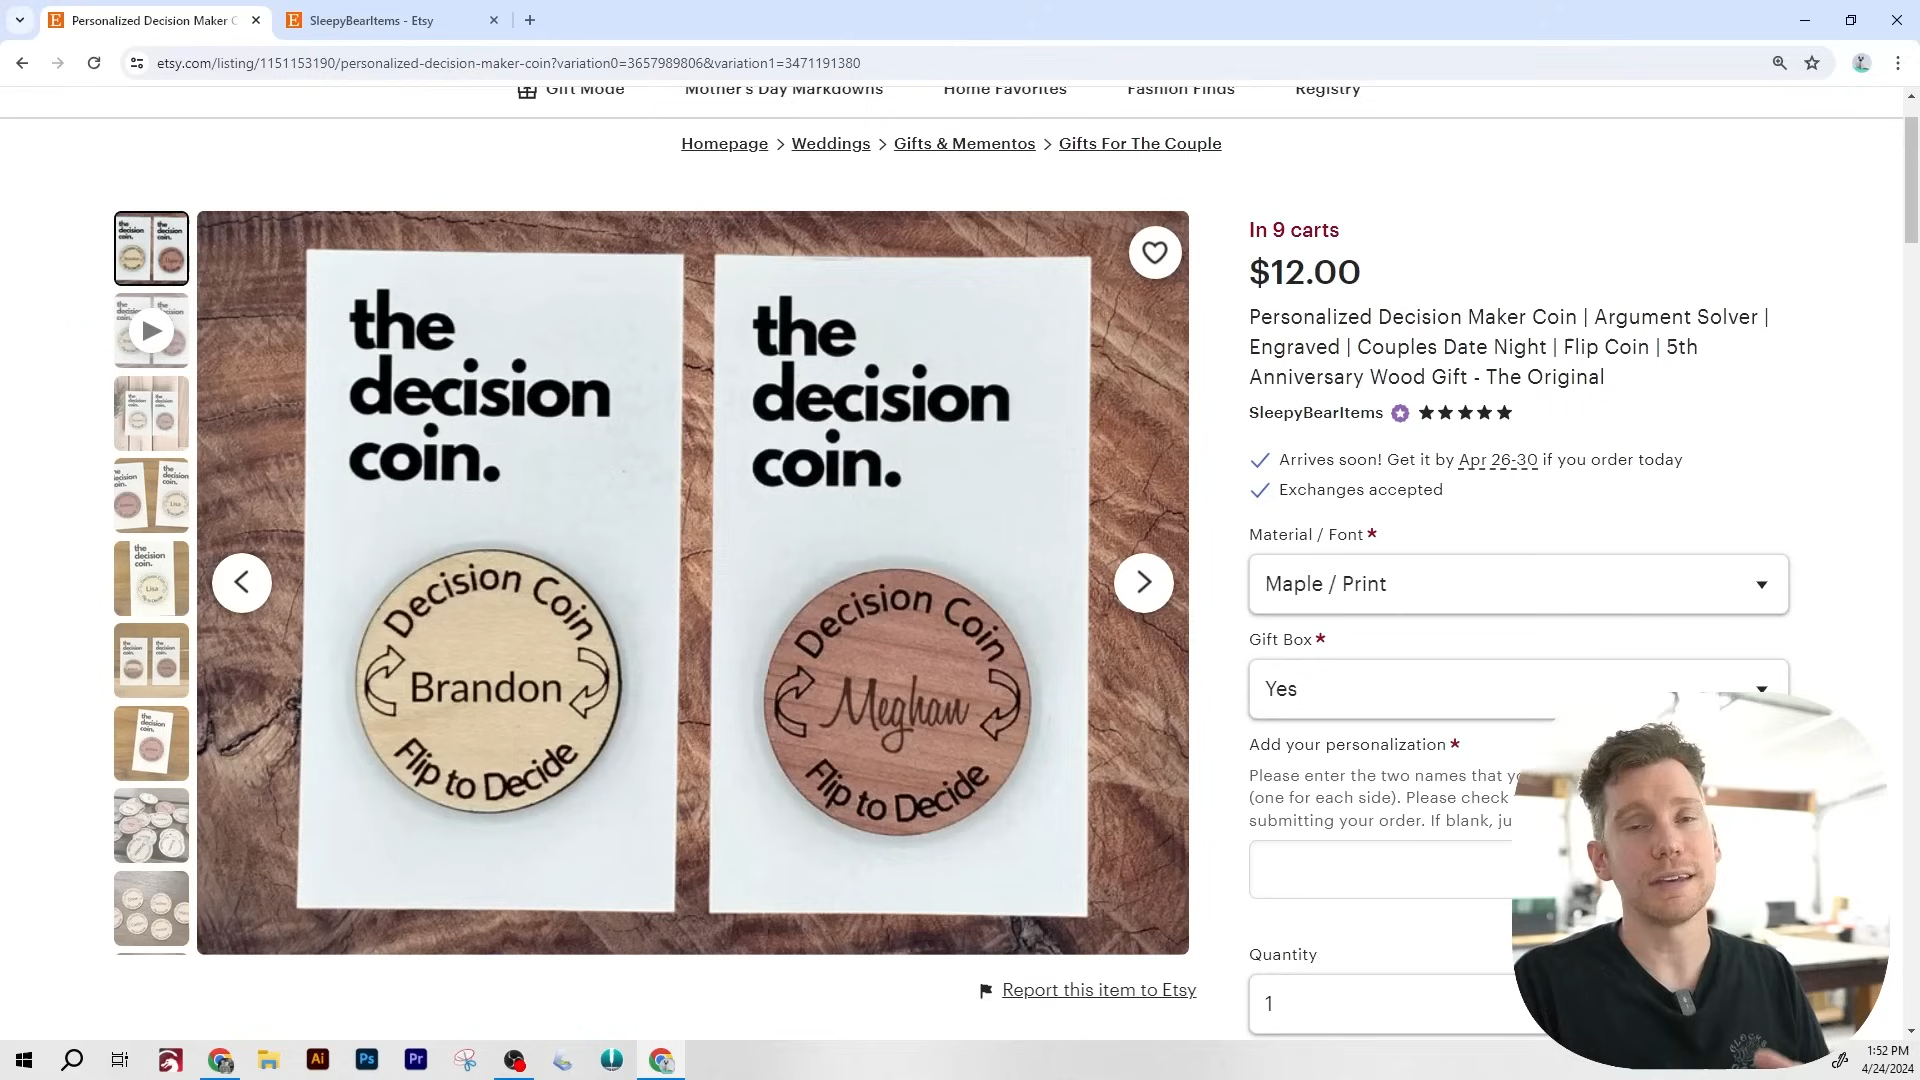 Personalized Decision Maker C
SleepyBearItems - Etsy
etsy.com/listing/1151153190/personalized-decision-maker-coin?variation0=3657989806&variation1=3471191380
Gift Mode
Mother's Day Markdowns
Home Favorites
Fashion Finds
Registry
Homepage > Weddings > Gifts & Mementos > Gifts For The Couple
the
decision
coin.
Decision Coin
Brandon
Flip to Decide
the
decision
coin.
Decision Coin
Meghan
Flip to Decide
Report this item to Etsy
In 9 carts
$12.00
Personalized Decision Maker Coin | Argument Solver |
Engraved | Couples Date Night | Flip Coin | 5th
Anniversary Wood Gift - The Original
SleepyBearItems
Arrives soon! Get it by Apr 26-30 if you order today
Exchanges accepted
Material / Font *
Maple / Print
Gift Box *
Yes
Add your personalization *
Please enter the two names that
(one for each side). Please check
submitting your order. If blank,
Quantity
1
Ai
Ps
Pr
1:52 PM
4/24/2024